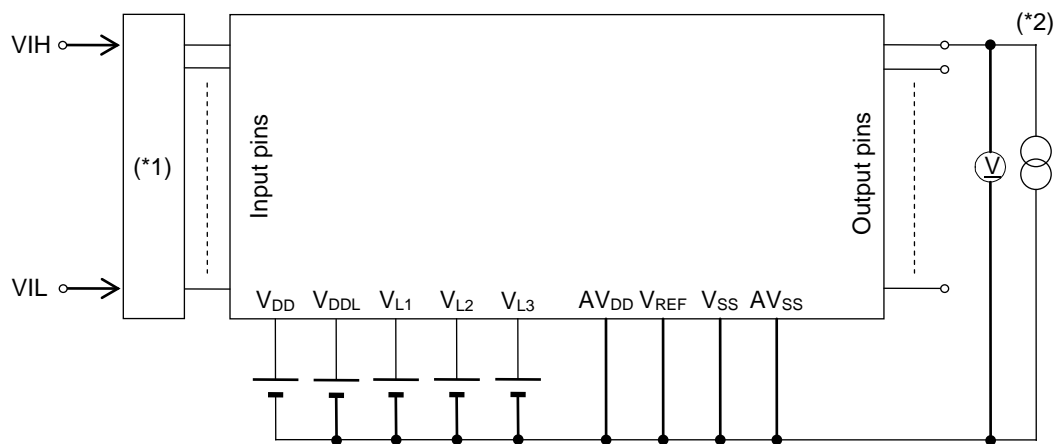 (*2)
VIH
(*1)
Input pins
Output pins
V
VIL
VDD VDDL VL1 VL2 VL3 AVDD VREF VSS AVSS